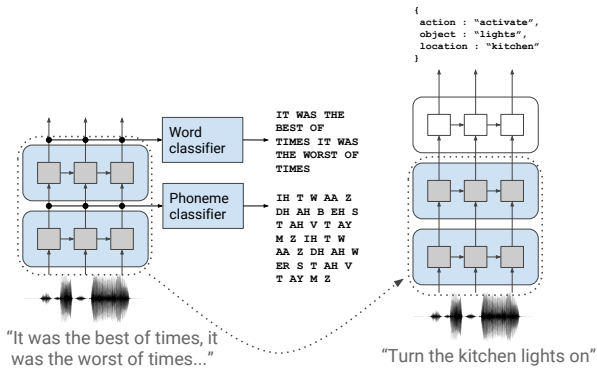 {
action : “activate”,
object : “lights”,
location : “kitchen”
}
Word
classifier
IT WAS THE
BEST OF
TIMES IT WAS
THE WORST OF
TIMES
Phoneme
classifier
IH T W AA Z
DH AH B EH S
T AH V T AY
M Z IH T W
AA Z DH AH W
ER S T AH V
T AY M Z
“It was the best of times, it
was the worst of times...”
“Turn the kitchen lights on”